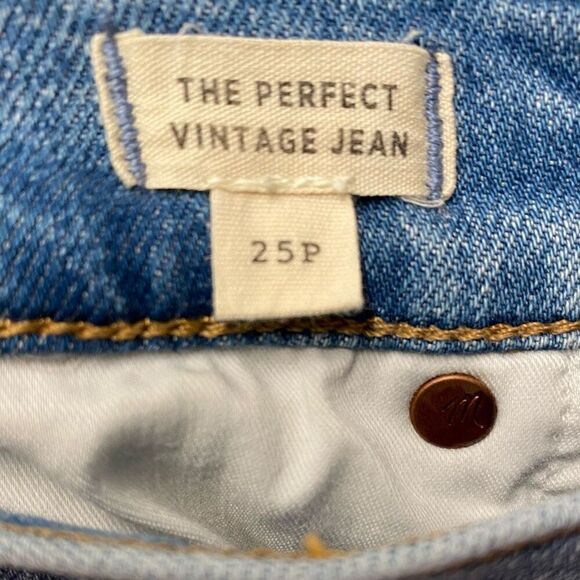 THE PERFECT
VINTAGE JEAN
25P
m